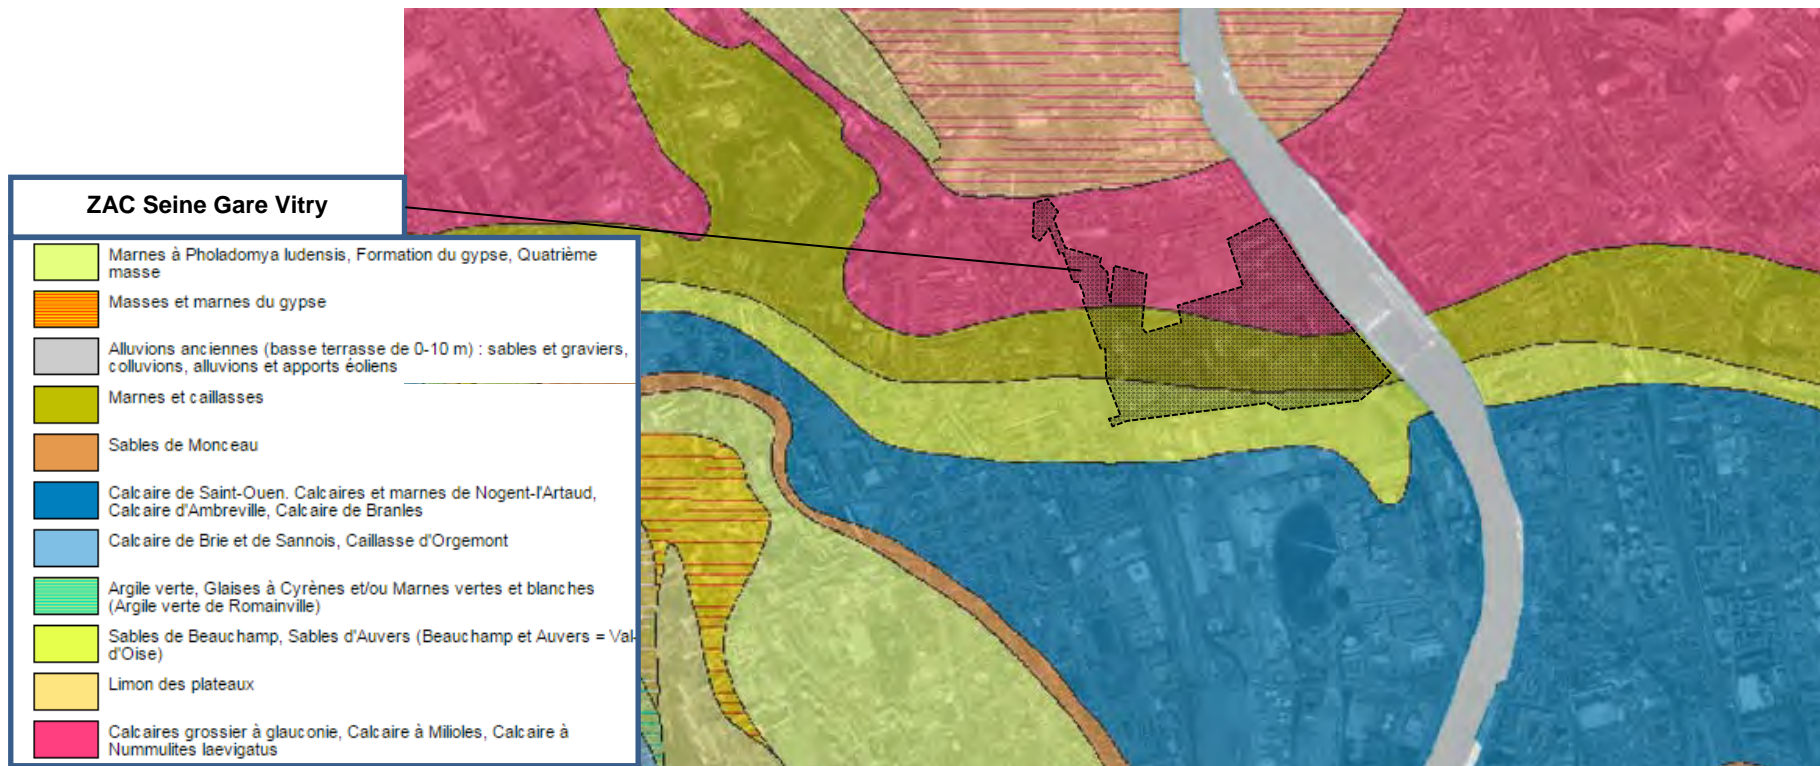 ZAC Seine Gare Vitry
Marnes à Pholadomya ludensis, Formation du gypse, Quatrième
masse
Masses et marnes du gypse
Alluvions anciennes (basse terrasse de 0-10 m) : sables et graviers,
colluvions, alluvions et apports éoliens
Marnes et caillasses
Sables de Monceau
Calcaire de Saint-Ouen. Calcaires et marnes de Nogent-l'Artaud,
Calcaire d'Ambreville, Calcaire de Branles
Calcaire de Brie et de Sannois, Caillasse d'Orgemont
Argile verte, Glaises à Cyrènes et/ou Marnes vertes et blanches
(Argile verte de Romainville)
Sables de Beauchamp, Sables d'Auvers (Beauchamp et Auvers = Val-
d'Oise)
Limon des plateaux
Calcaires grossier à glauconie, Calcaire à Milioles, Calcaire à
Nummulites laevigatus